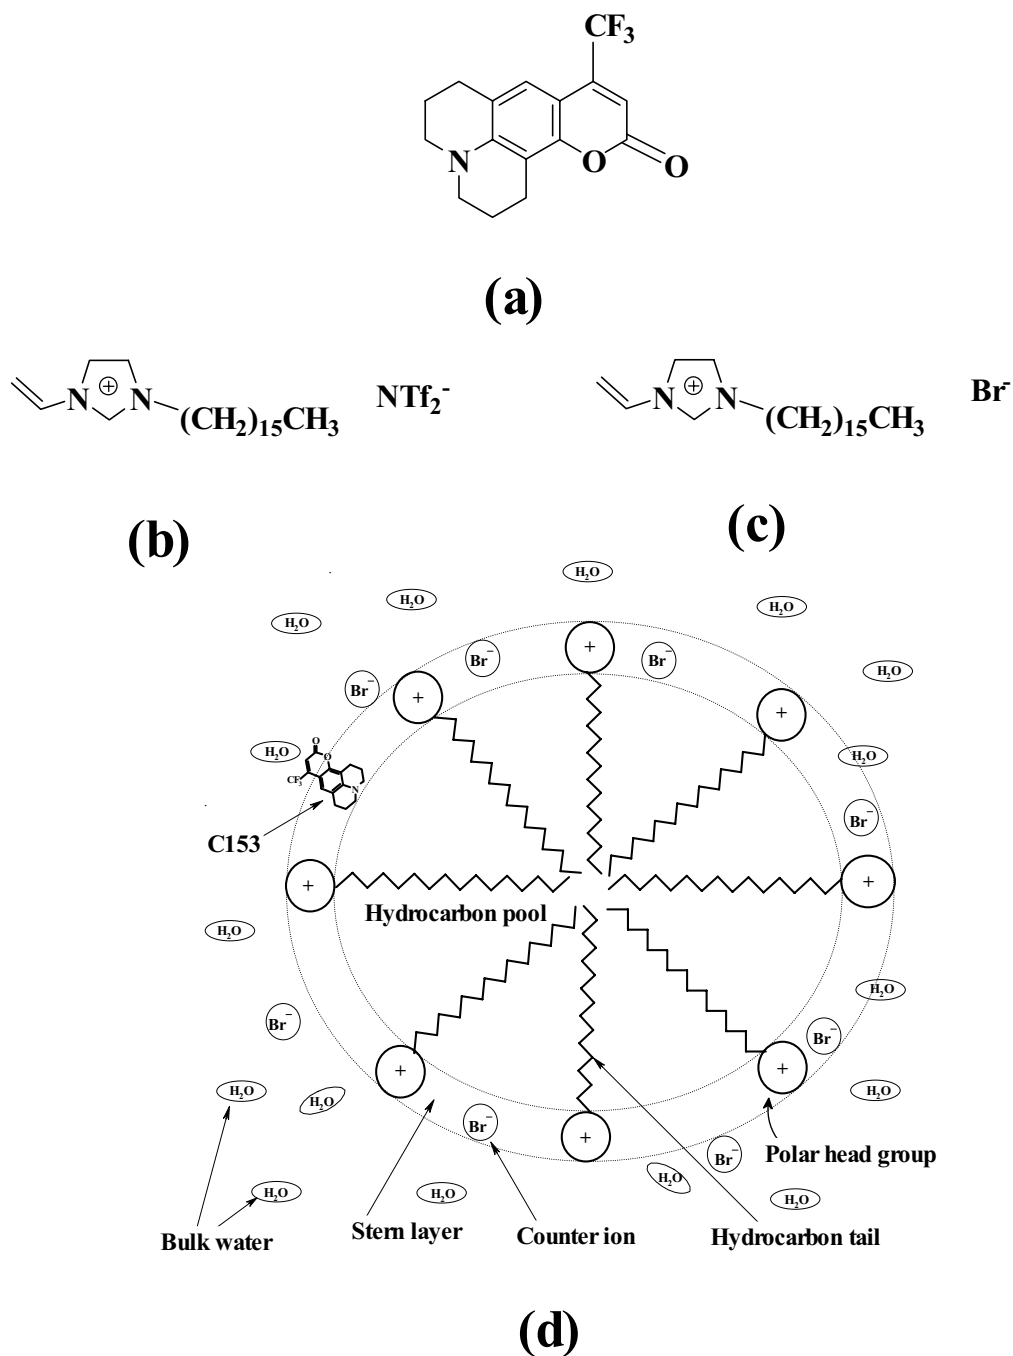 CF₃
N
O
O
(a)
N + N
(CH₂)₁₅CH₃
NTf₂⁻
N + N
(CH₂)₁₅CH₃
Br⁻
(b)
(c)
H₂O
H₂O
H₂O
H₂O
+
Br⁻
Br⁻
H₂O
Br⁻
+
+
O
O
H₂O
H₂O
CF₃
N
Br⁻
C153
+
+
Hydrocarbon pool
H₂O
H₂O
Br⁻
Br⁻
+
+
H₂O
H₂O
H₂O
Br⁻
+
Br⁻
Polar head group
H₂O
H₂O
H₂O
H₂O
Bulk water
Stern layer
Counter ion
Hydrocarbon tail
(d)